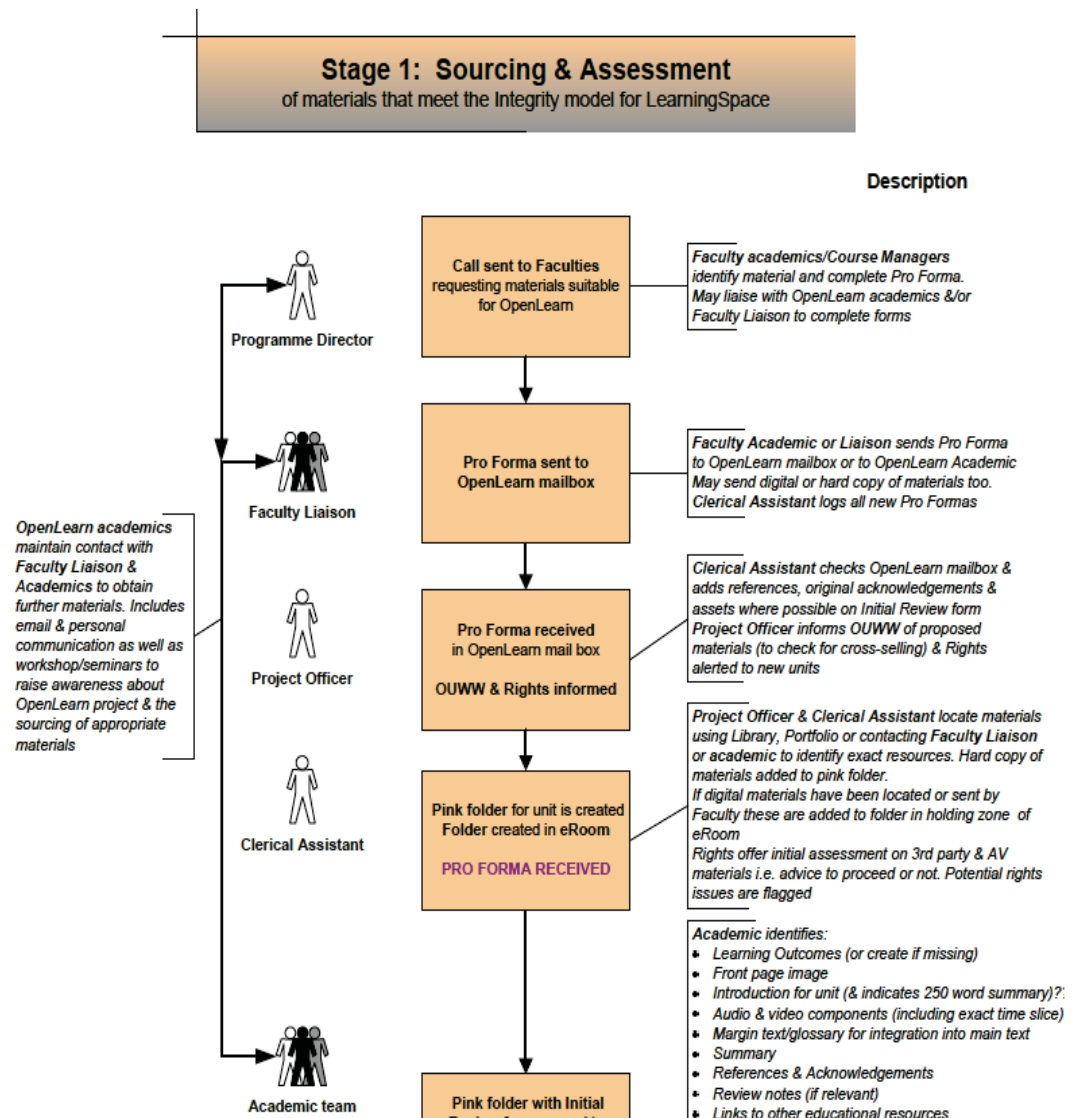 Stage 1: Sourcing & Assessment
of materials that meet the Integrity model for LearningSpace
Description
Programme Director
Call sent to Faculties
requesting materials suitable
for OpenLearn
Faculty academics/Course Managers
identify material and complete Pro Forma.
May liaise with OpenLearn academics &/or
Faculty Liaison to complete forms
Faculty Liaison
Pro Forma sent to
OpenLearn mailbox
Faculty Academic or Liaison sends Pro Forma
to OpenLearn mailbox or to OpenLearn Academic
May send digital or hard copy of materials too.
Clerical Assistant logs all new Pro Formas
OpenLearn academics
maintain contact with
Faculty Liaison &
Academics to obtain
further materials. Includes
email & personal
communication as well as
workshop/seminars to
raise awareness about
OpenLearn project & the
sourcing of appropriate
materials
Project Officer
Pro Forma received
in OpenLearn mail box
OUWW & Rights informed
Clerical Assistant checks OpenLearn mailbox &
adds references, original acknowledgements &
assets where possible on Initial Review form
Project Officer informs OUWW of proposed
materials (to check for cross-selling) & Rights
alerted to new units
Clerical Assistant
Pink folder for unit is created
Folder created in eRoom
PRO FORMA RECEIVED
Project Officer & Clerical Assistant locate materials
using Library, Portfolio or contacting Faculty Liaison
or academic to identify exact resources. Hard copy of
materials added to pink folder.
If digital materials have been located or sent by
Faculty these are added to folder in holding zone of
eRoom
Rights offer initial assessment on 3rd party & AV
materials i.e. advice to proceed or not. Potential rights
issues are flagged
Academic team
Pink folder with Initial
Academic identifies:
Learning Outcomes (or create if missing)
Front page image
Introduction for unit (& indicates 250 word summary)??
Audio & video components (including exact time slice)
Margin text/glossary for integration into main text
Summary
References & Acknowledgements
Review notes (if relevant)
Links to other educational resources